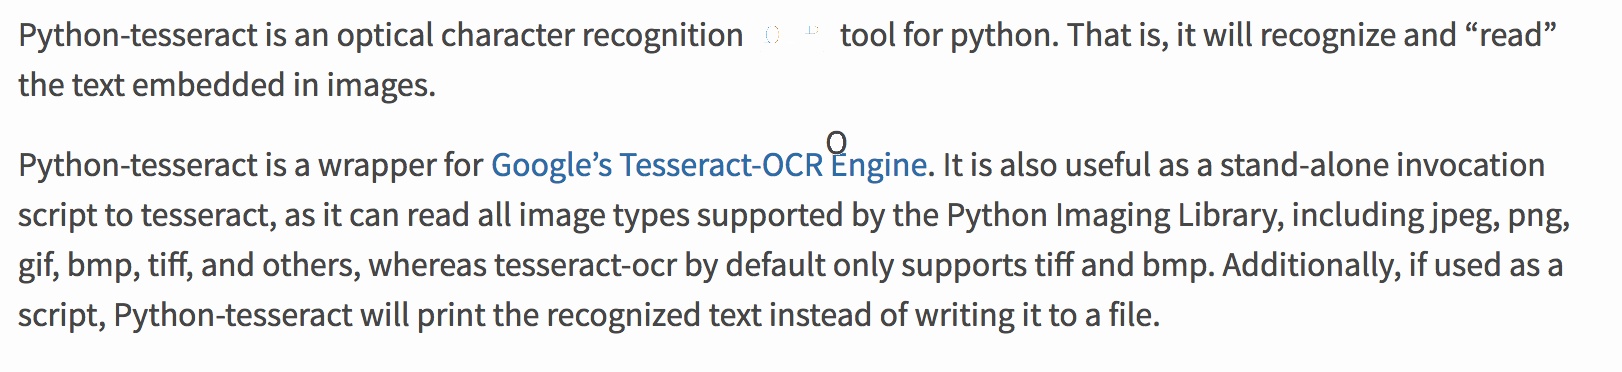 Python-tesseract is an optical character recognition tool for python. That is, it will recognize and “read”
the text embedded in images.
O
Python-tesseract is a wrapper for Google’s Tesseract-OCR Engine. It is also useful as a stand-alone invocation
script to tesseract, as it can read all image types supported by the Python Imaging Library, including jpeg, png,
gif, bmp, tiff, and others, whereas tesseract-ocr by default only supports tiff and bmp. Additionally, if used as a
script, Python-tesseract will print the recognized text instead of writing it to a file.